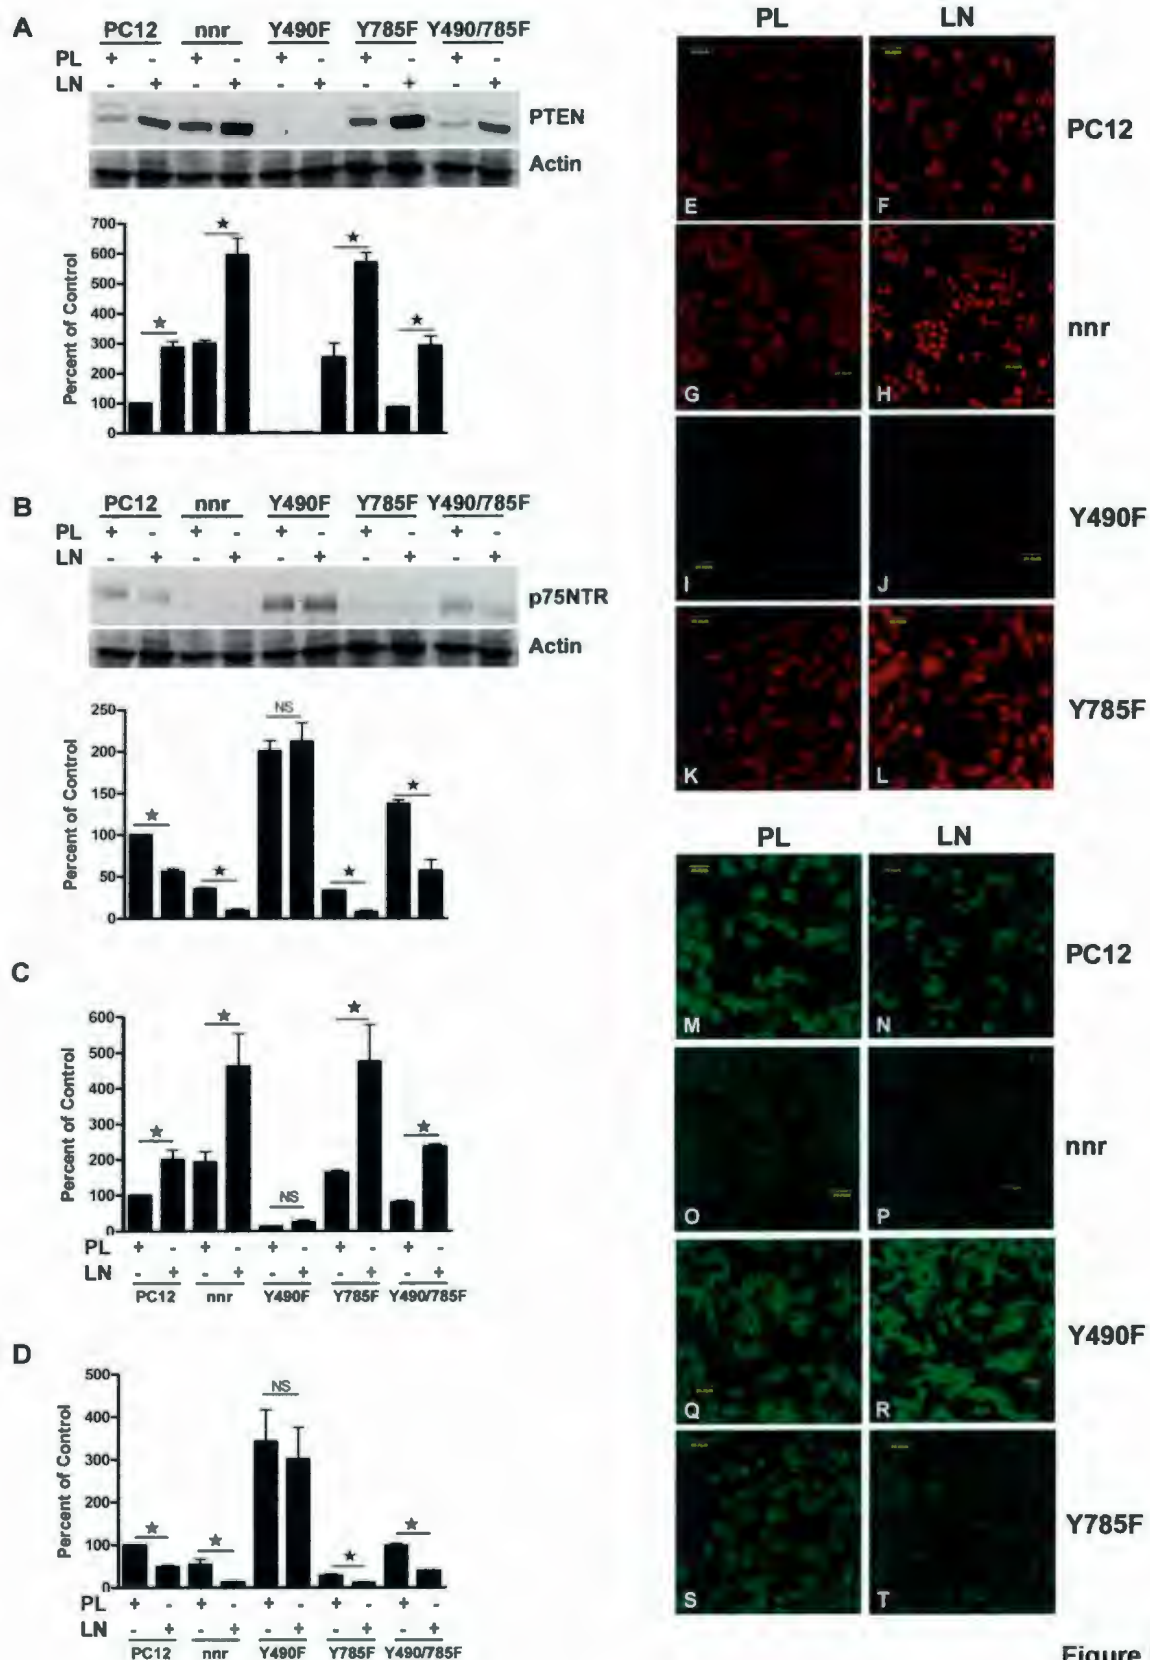 A
PC12 nnr Y490F Y785F Y490/785F
PL + - + - + - + - + -
LN - + - + - + - + - +
PTEN
Actin
Percent of Control
700
600
500
400
300
200
100
0
B
PC12 nnr Y490F Y785F Y490/785F
PL + - + - + - + - + -
LN - + - + - + - + - +
p75NTR
Actin
Percent of Control
250
200
150
100
50
0
NS
C
Percent of Control
600
500
400
300
200
100
0
NS
PL + - + - + - + - + -
LN - + - + - + - + - +
PC12 nnr Y490F Y785F Y490/785F
D
Percent of Control
500
400
300
200
100
0
NS
PL + - + - + - + - + -
LN - + - + - + - + - +
PC12 nnr Y490F Y785F Y490/785F
PL LN
E F PC12
G H nnr
I J Y490F
K L Y785F
PL LN
M N PC12
O P nnr
Q R Y490F
S T Y785F
Figure